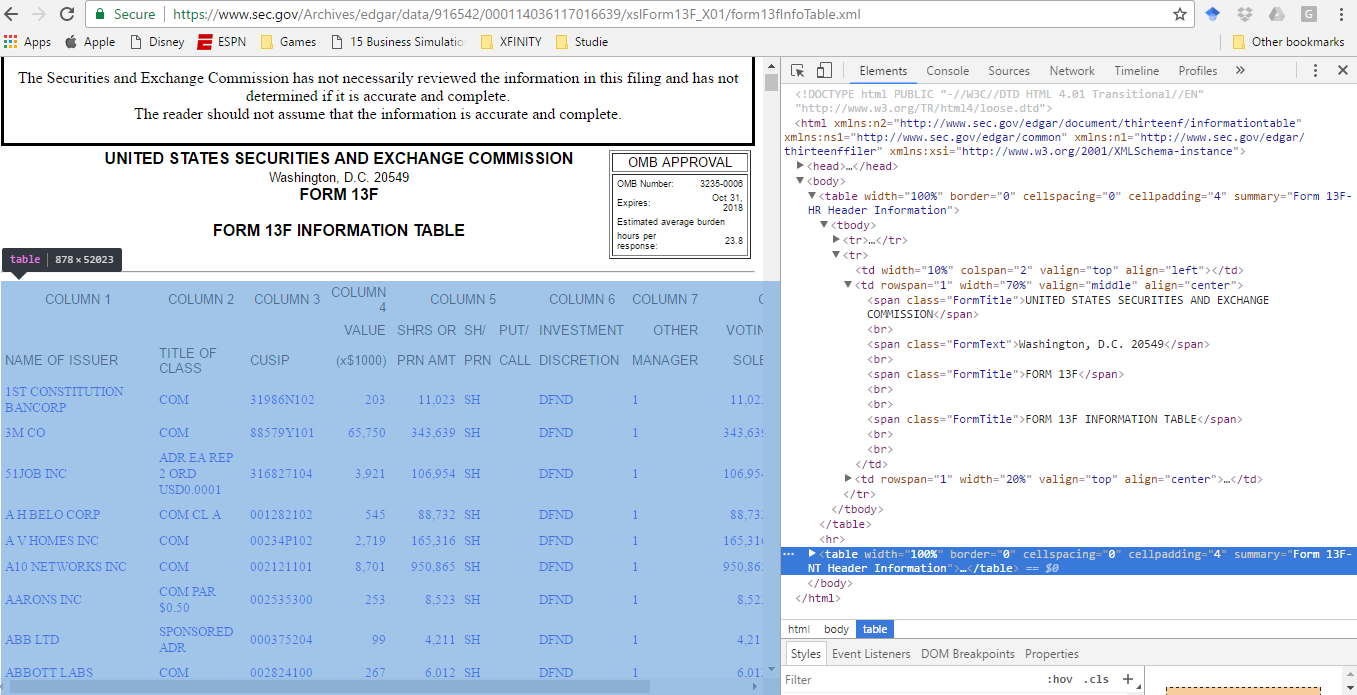 Secure https://www.sec.gov/Archives/edgar/data/916542/000114036117016639/xslForm13F_X01/form13fInfoTable.xml
Apps Apple Disney ESPN Games 15 Business Simulatio XFINITY Studie Other bookmarks
The Securities and Exchange Commission has not necessarily reviewed the information in this filing and has not
determined if it is accurate and complete.
The reader should not assume that the information is accurate and complete.
UNITED STATES SECURITIES AND EXCHANGE COMMISSION
Washington, D.C. 20549
FORM 13F
FORM 13F INFORMATION TABLE
OMB APPROVAL
OMB Number: 3235-0006
Expires: Oct 31,
2018
Estimated average burden
hours per
response: 23.8
table 878 × 52023
COLUMN 1 COLUMN 2 COLUMN 3 COLUMN
4 COLUMN 5 COLUMN 6 COLUMN 7 C
VALUE SHRS OR SH/ PUT/ INVESTMENT OTHER VOTIN
NAME OF ISSUER TITLE OF
CLASS CUSIP (x$1000) PRN AMT PRN CALL DISCRETION MANAGER SOLE
1ST CONSTITUTION
BANCORP COM 31986N102 203 11,023 SH DFND 1 11,02
3M CO COM 88579Y101 65,750 343,639 SH DFND 1 343,639
51JOB INC ADR EA REP
2 ORD
USD0.0001 316827104 3,921 106,954 SH DFND 1 106,954
A H BELO CORP COM CL A 001282102 545 88,732 SH DFND 1 88,73
A V HOMES INC COM 00234P102 2,719 165,316 SH DFND 1 165,31
A10 NETWORKS INC COM 002121101 8,701 950,865 SH DFND 1 950,86
AARONS INC COM PAR
$0.50 002535300 253 8,523 SH DFND 1 8,52
ABB LTD SPONSORED
ADR 000375204 99 4,211 SH DFND 1 4,21
ABBOTT LABS COM 002824100 267 6,012 SH DFND 1 6,01
Elements Console Sources Network Timeline Profiles »
<!DOCTYPE html PUBLIC "-//W3C//DTD HTML 4.01 Transitional//EN"
"http://www.w3.org/TR/html4/loose.dtd">
<html xmlns:n2="http://www.sec.gov/edgar/document/thirteenf/informationtable"
xmlns:ns1="http://www.sec.gov/edgar/common" xmlns:n1="http://www.sec.gov/edgar/
thirteenffiler" xmlns:xsi="http://www.w3.org/2001/XMLSchema-instance">
<head>…</head>
<body>
<table width="100%" border="0" cellspacing="0" cellpadding="4" summary="Form 13F-
HR Header Information">
<tbody>
<tr>…</tr>
<tr>
<td width="10%" colspan="2" valign="top" align="left"></td>
<td rowspan="1" width="70%" valign="middle" align="center">
<span class="FormTitle">UNITED STATES SECURITIES AND EXCHANGE
COMMISSION</span>
<br>
<span class="FormText">Washington, D.C. 20549</span>
<br>
<span class="FormTitle">FORM 13F</span>
<br>
<br>
<span class="FormTitle">FORM 13F INFORMATION TABLE</span>
<br>
<br>
</td>
<td rowspan="1" width="20%" valign="top" align="center">…</td>
</tr>
</tbody>
</table>
<hr>
<table width="100%" border="0" cellspacing="0" cellpadding="4" summary="Form 13F-
NT Header Information">…</table> == $0
</body>
</html>
html body table
Styles Event Listeners DOM Breakpoints Properties
Filter :hov .cls +